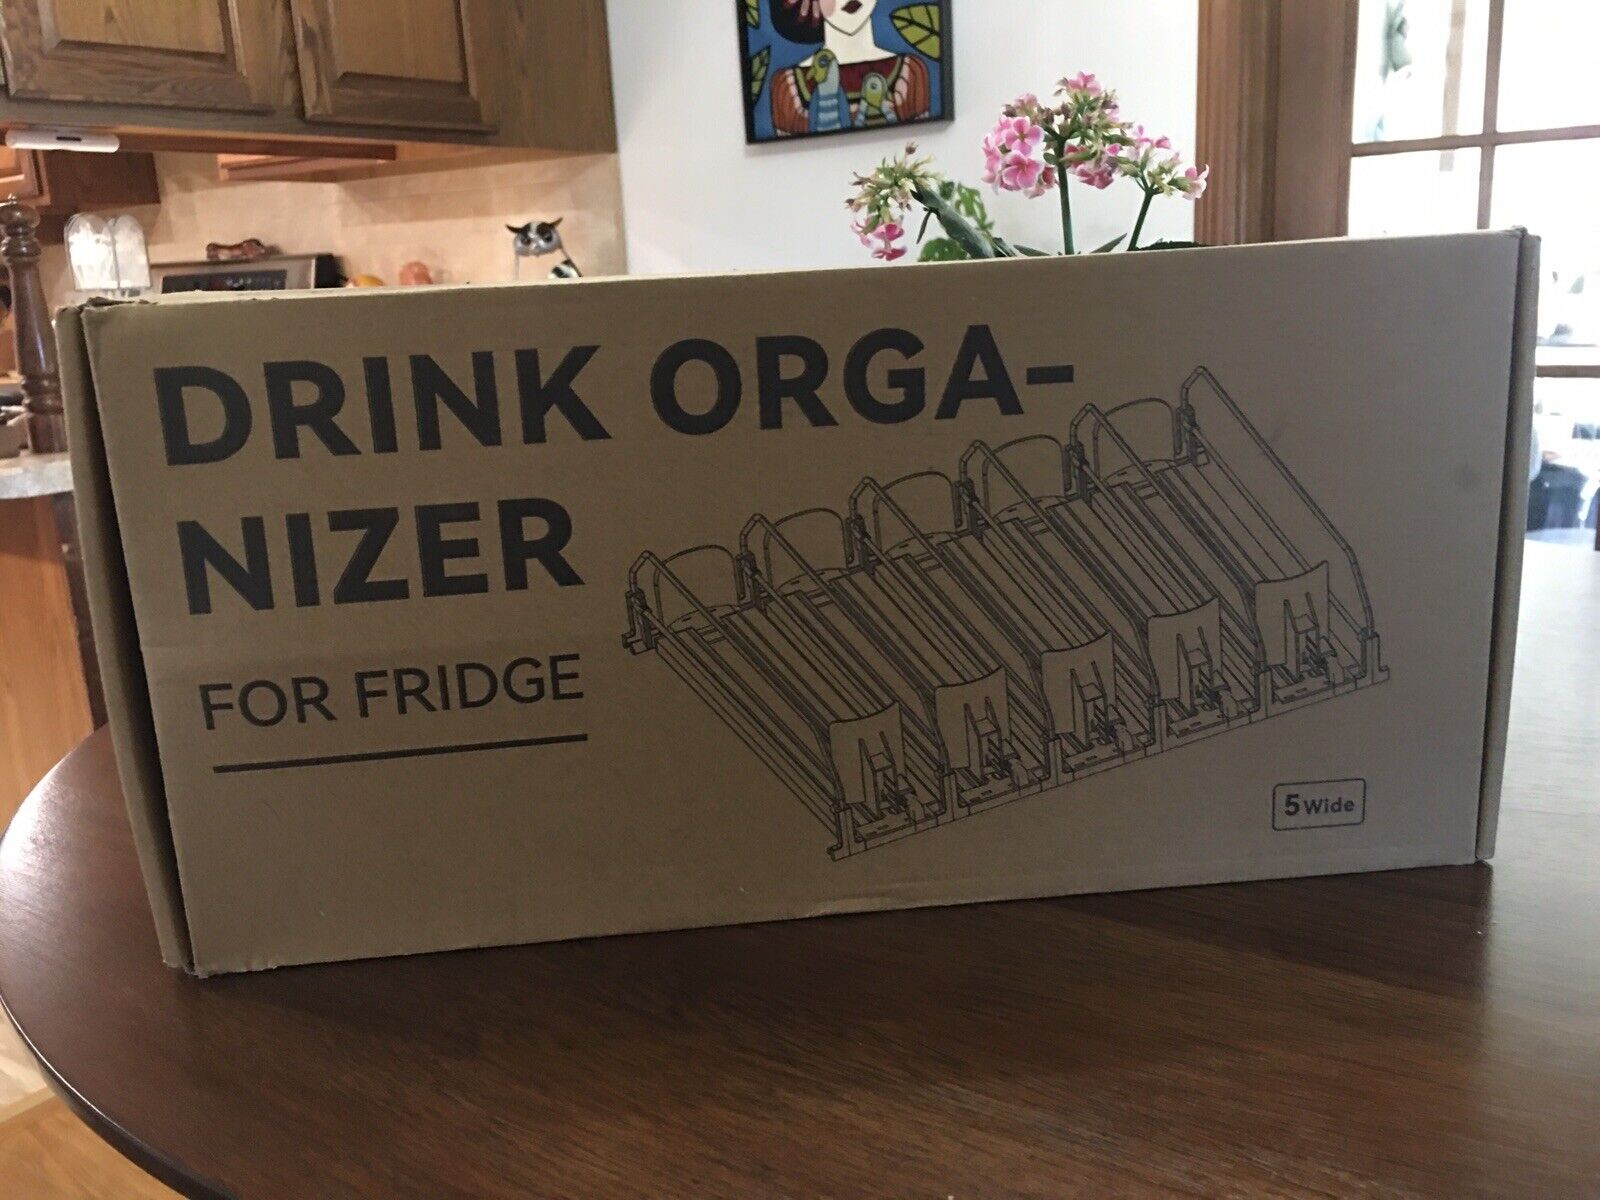 DRINK ORGA-
NIZER
FOR FRIDGE
5 Wide